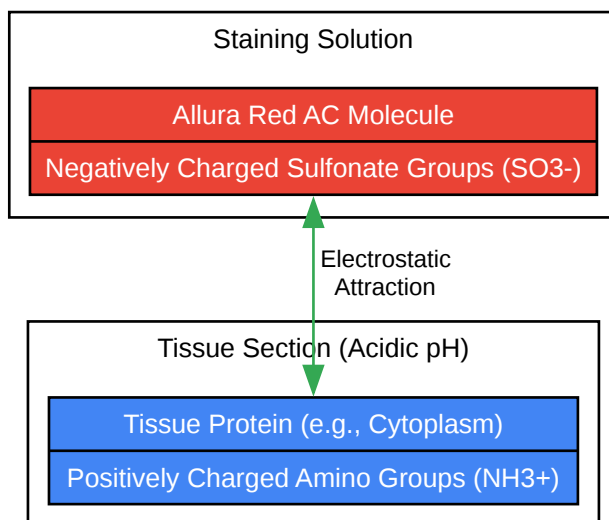 Staining Solution
Allura Red AC Molecule
Negatively Charged Sulfonate Groups (SO3-)
Electrostatic
Attraction
Tissue Section (Acidic pH)
Tissue Protein (e.g., Cytoplasm)
Positively Charged Amino Groups (NH3+)